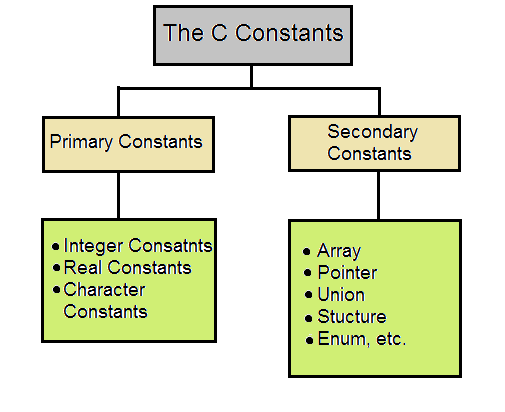 The C Constants
Primary Constants
Secondary
Constants
• Integer Consatnts
• Real Constants
• Character
Constants
• Array
• Pointer
• Union
• Stucture
• Enum, etc.